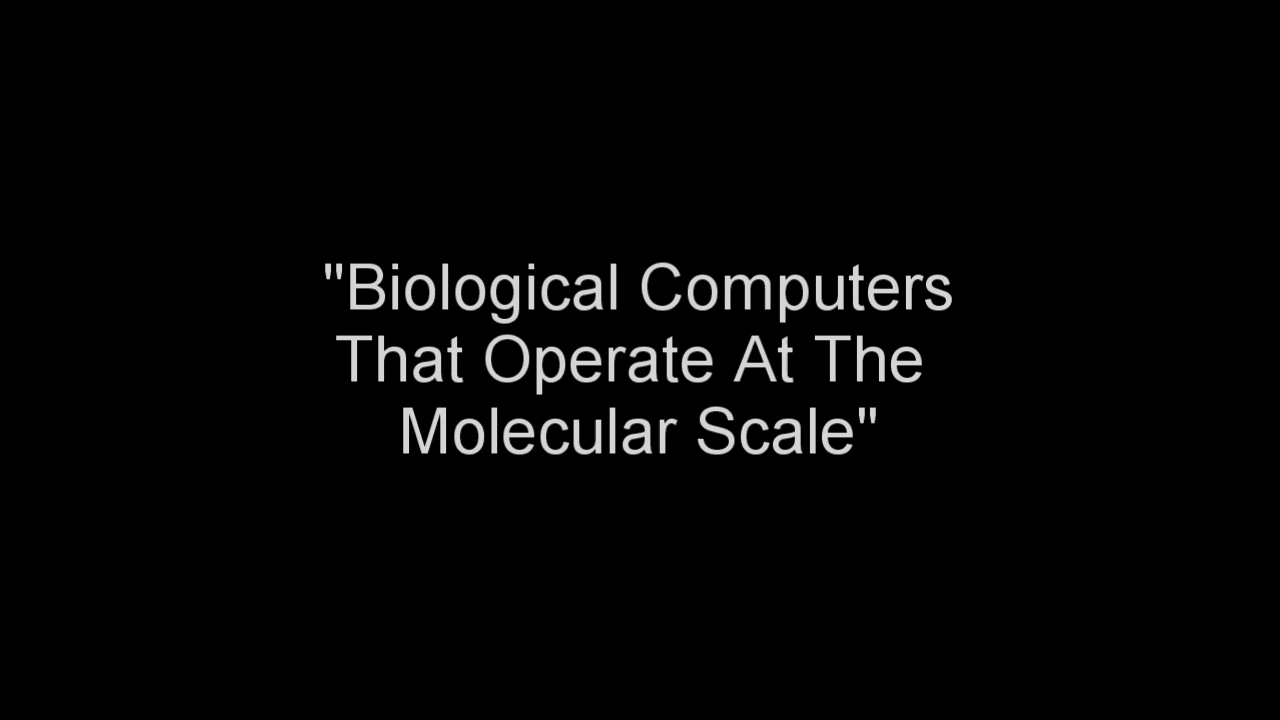 "Biological Computers
That Operate At The
Molecular Scale"